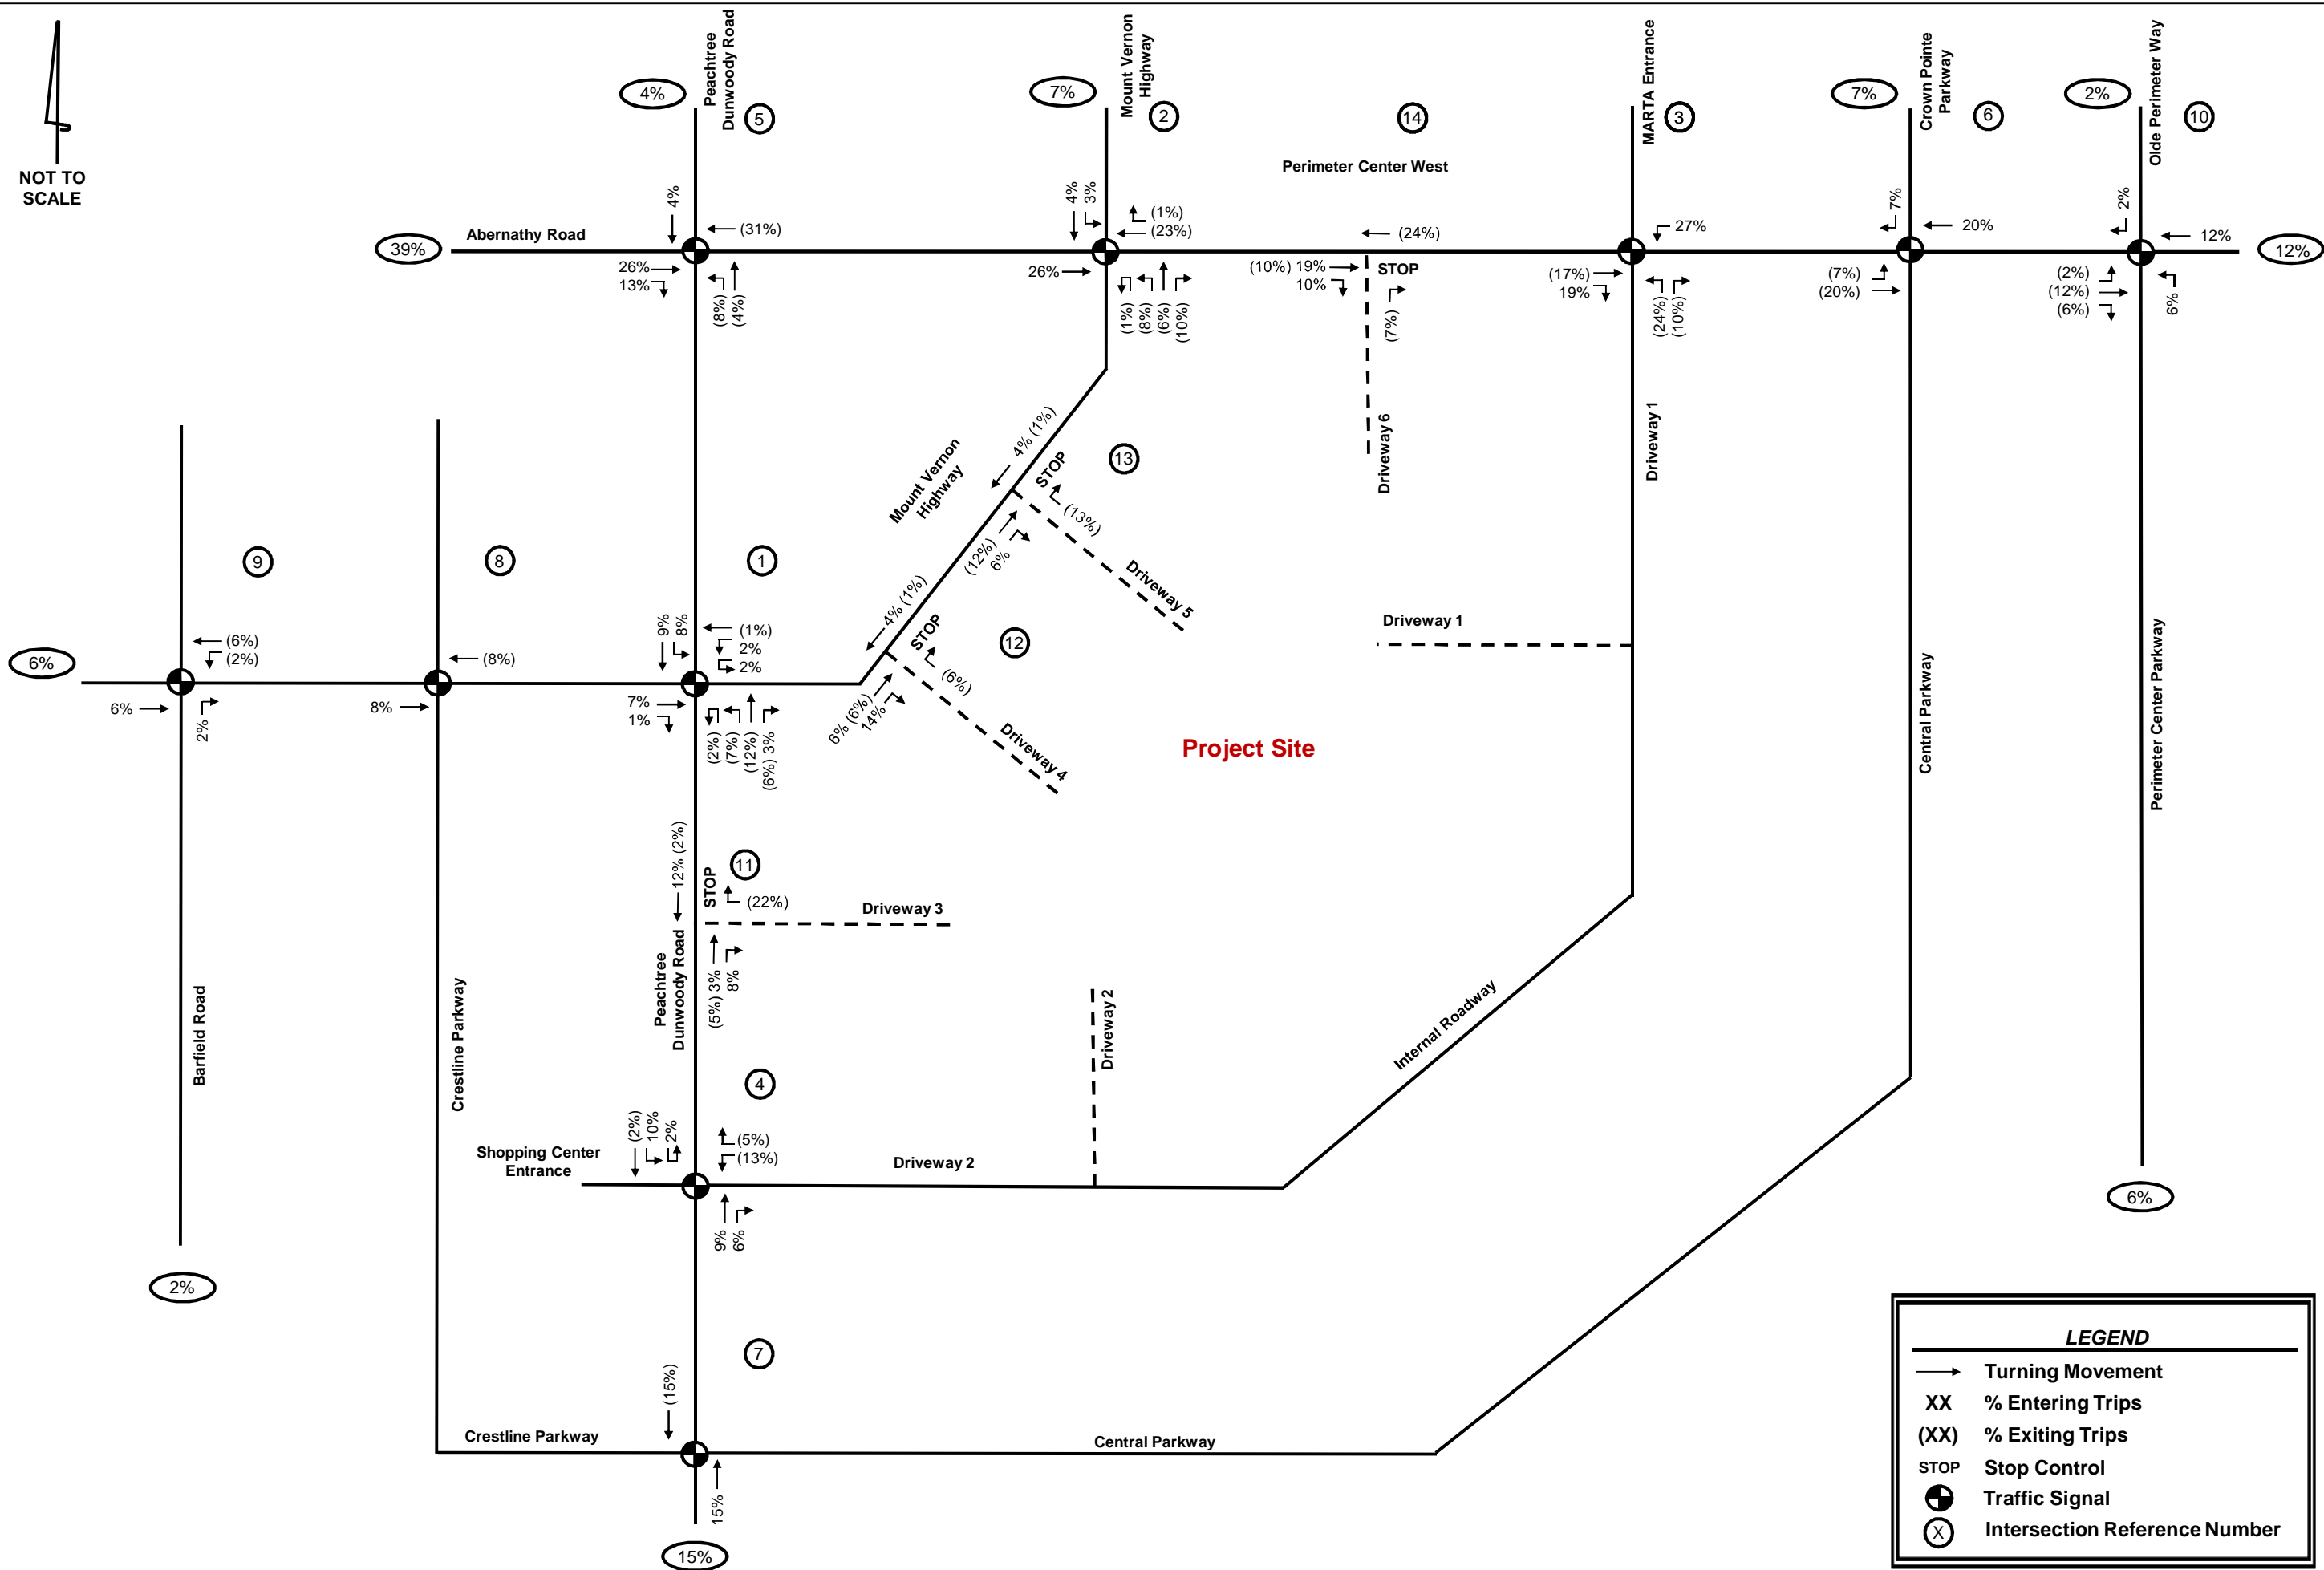 NOT TO
SCALE
4%
Peachtree
Dunwoody Road
5
7%
Mount Vernon
Highway
2
14
Perimeter Center West
MARTA Entrance
3
7%
Crown Pointe
Parkway
6
2%
Olde Perimeter Way
10
39%
Abernathy Road
4%
(31%)
26%
13%
(8%)
(4%)
4%
3%
(1%)
(23%)
26%
(1%)
(8%)
(6%)
(10%)
(24%)
(10%) 19%
10%
STOP
(7%)
Driveway 6
27%
(17%)
19%
(24%)
(10%)
Driveway 1
7%
20%
(7%)
(20%)
2%
12%
(2%)
(12%)
(6%)
6%
12%
Mount Vernon
Highway
4% (1%)
STOP
13
(13%)
(12%)
6%
Driveway 5
4% (1%)
STOP
12
(6%)
6% (6%)
14%
Driveway 4
Driveway 1
Project Site
9
8
1
6%
(6%)
(2%)
6%
2%
(8%)
8%
9%
8%
(1%)
2%
2%
7%
1%
(2%)
(7%)
(12%)
(6%) 3%
Central Parkway
Perimeter Center Parkway
12% (2%)
STOP
11
(22%)
Driveway 3
Peachtree
Dunwoody Road
(5%) 3%
8%
Barfield Road
Crestline Parkway
Driveway 2
Internal Roadway
4
(2%)
10%
2%
(5%)
(13%)
Shopping Center
Entrance
Driveway 2
9%
6%
6%
2%
7
(15%)
Crestline Parkway
Central Parkway
15%
15%
LEGEND
Turning Movement
XX % Entering Trips
(XX) % Exiting Trips
STOP Stop Control
Traffic Signal
X Intersection Reference Number